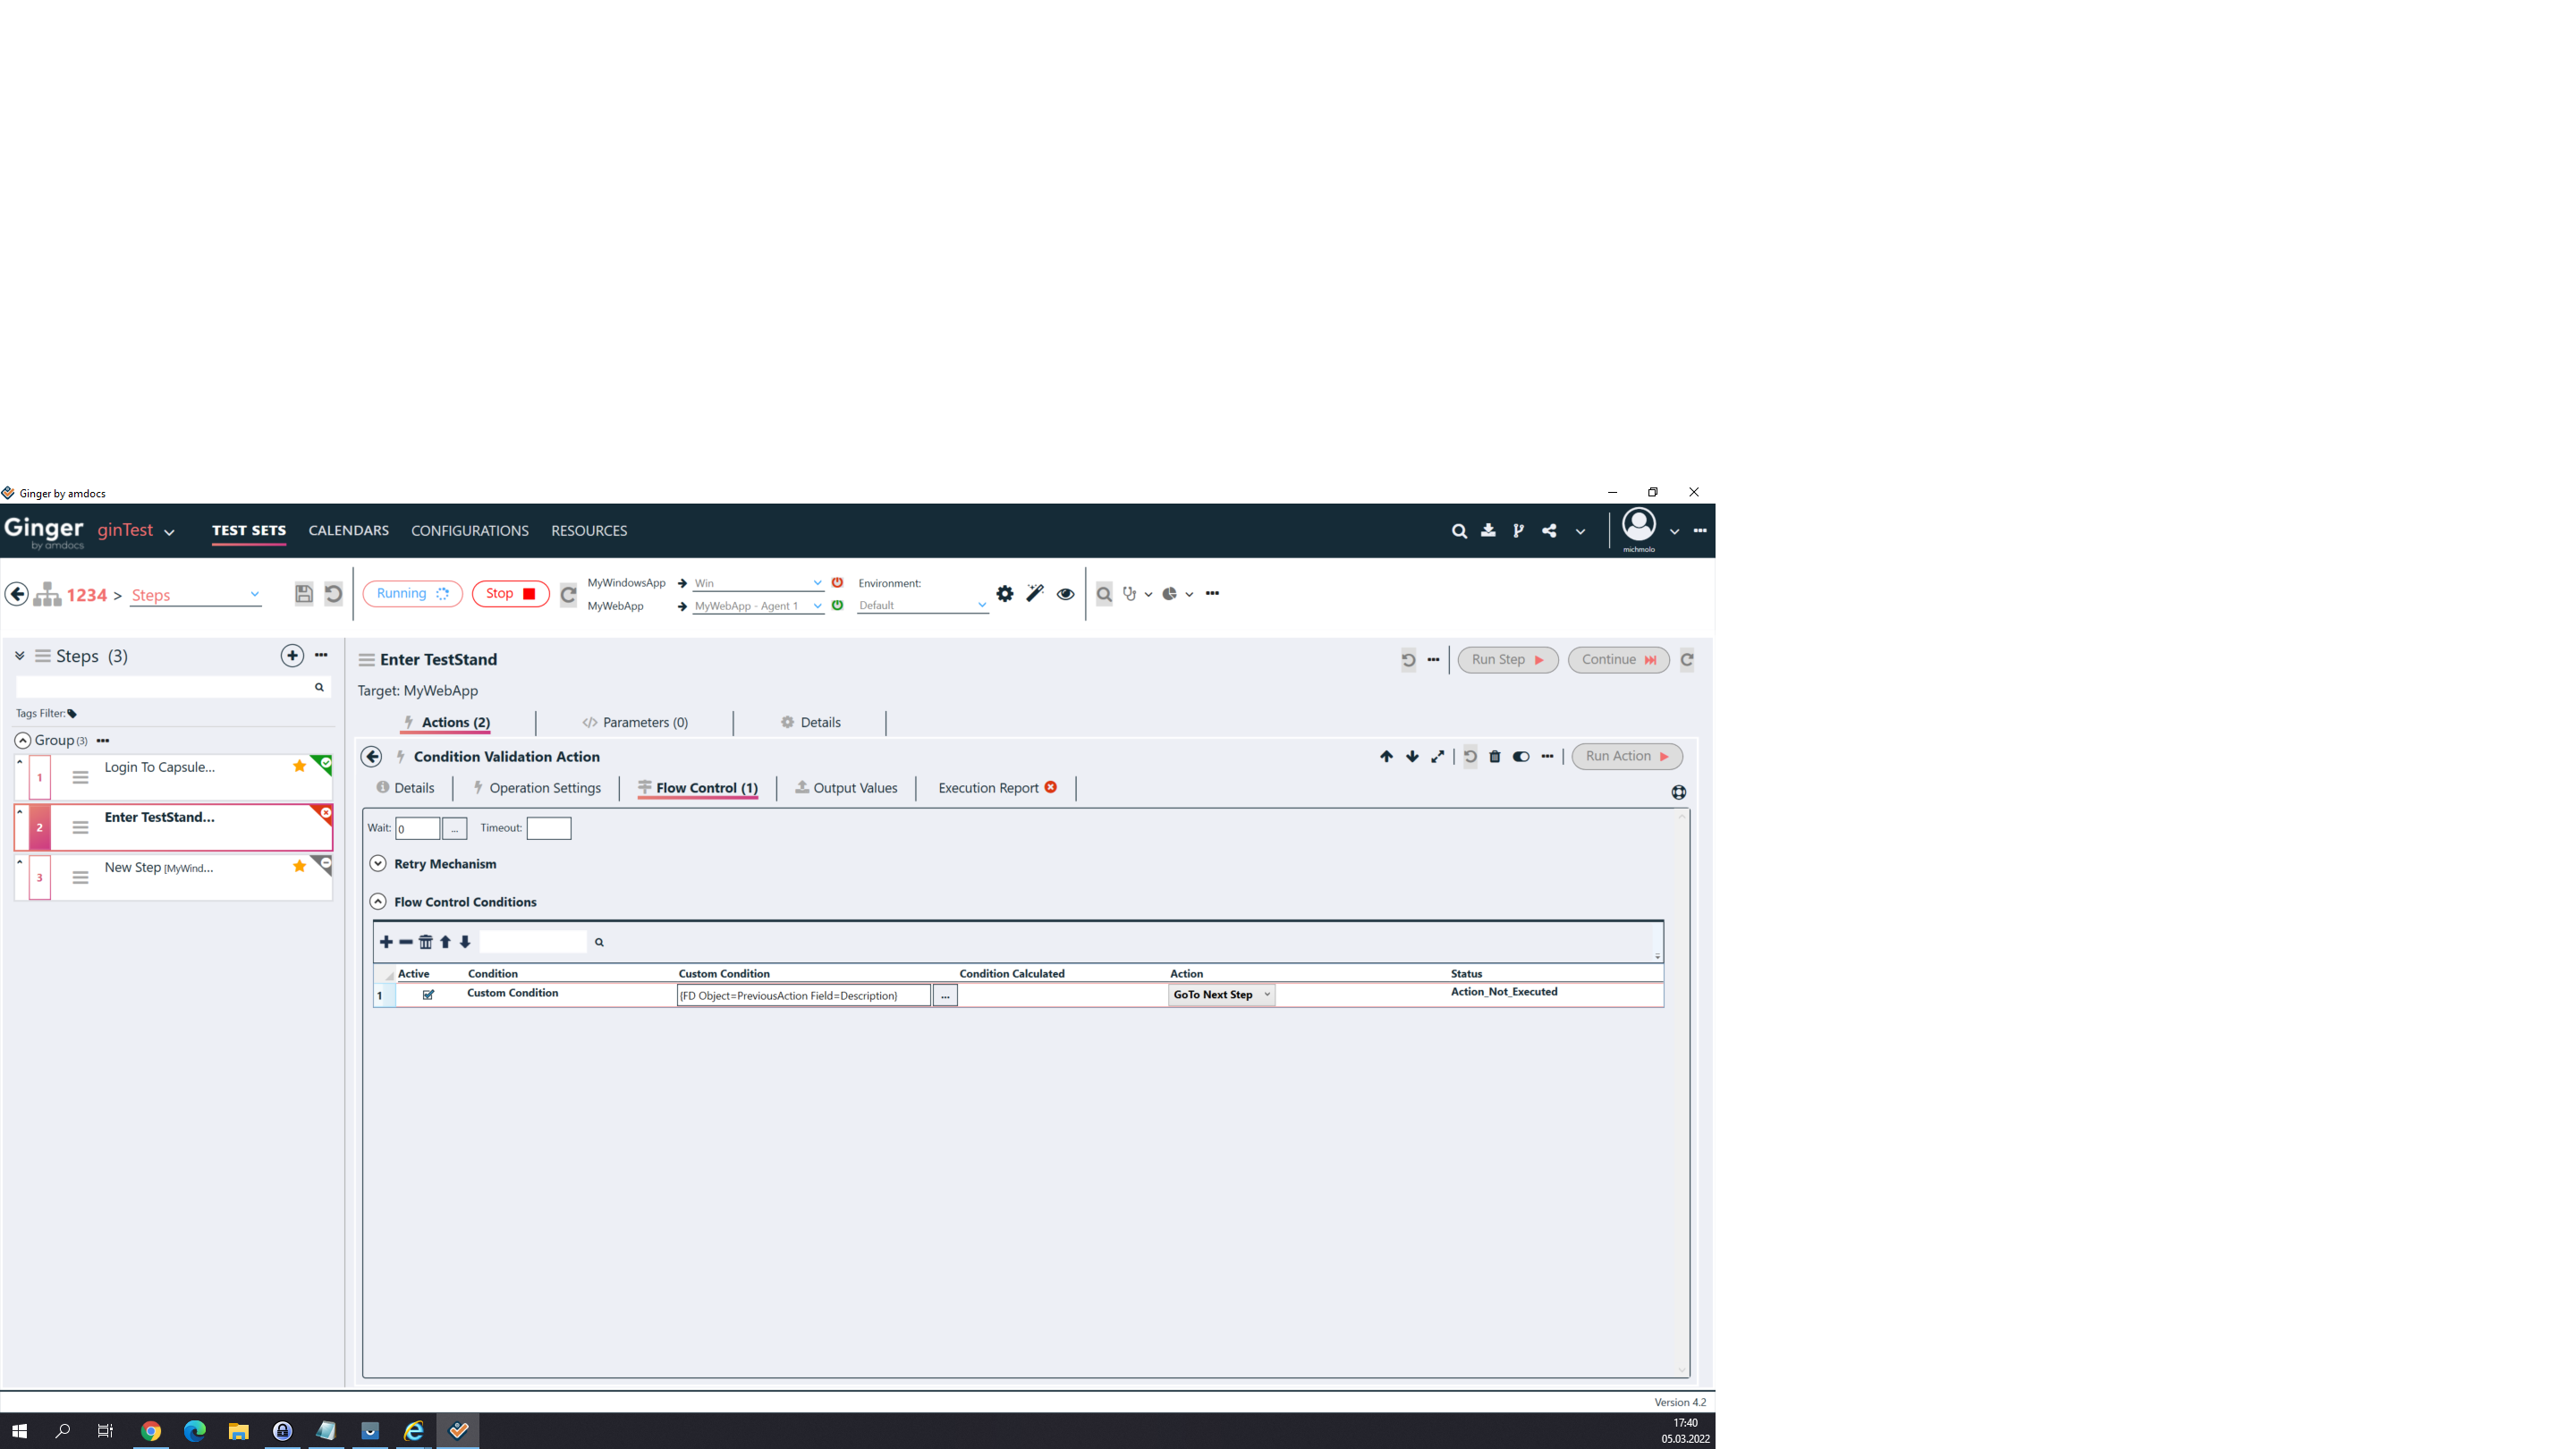 Ginger by amdocs
Ginger by amdocs ginTest TEST SETS CALENDARS CONFIGURATIONS RESOURCES michmolo
1234 > Steps Running Stop MyWindowsApp Win Environment:
MyWebApp MyWebApp - Agent 1 Default
Steps (3)
Tags Filter:
Group (3)
1 Login To Capsule...
2 Enter TestStand...
3 New Step [MyWind...
Enter TestStand Run Step Continue
Target: MyWebApp
Actions (2) Parameters (0) Details
Condition Validation Action Run Action
Details Operation Settings Flow Control (1) Output Values Execution Report
Wait: 0 ... Timeout:
Retry Mechanism
Flow Control Conditions
Active Condition Custom Condition Condition Calculated Action Status
1 Custom Condition {FD Object=PreviousAction Field=Description} ... GoTo Next Step Action_Not_Executed
Version 4.2
17:40
05.03.2022